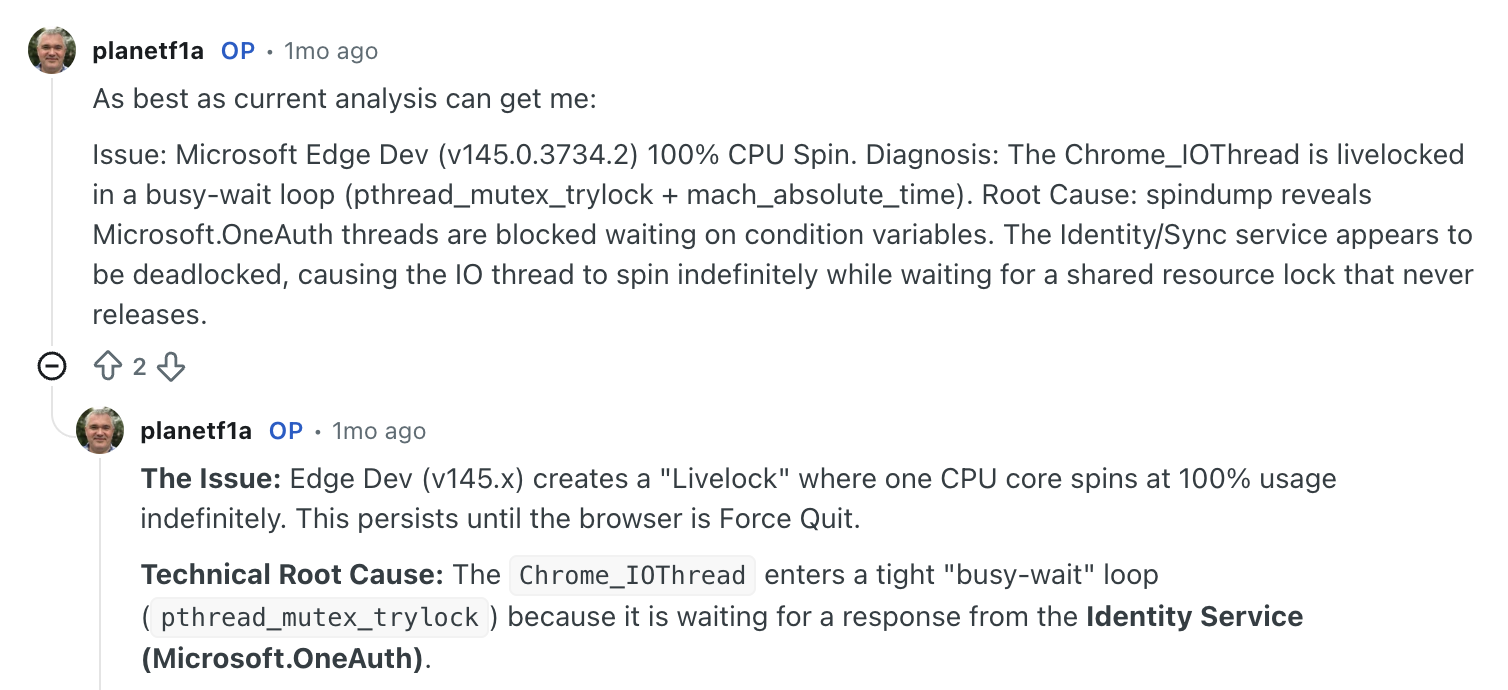 planetf1a OP • 1mo ago
As best as current analysis can get me:
Issue: Microsoft Edge Dev (v145.0.3734.2) 100% CPU Spin. Diagnosis: The Chrome_IOThread is livelocked
in a busy-wait loop (pthread_mutex_trylock + mach_absolute_time). Root Cause: spindump reveals
Microsoft.OneAuth threads are blocked waiting on condition variables. The Identity/Sync service appears to
be deadlocked, causing the IO thread to spin indefinitely while waiting for a shared resource lock that never
releases.
2
planetf1a OP • 1mo ago
The Issue: Edge Dev (v145.x) creates a "Livelock" where one CPU core spins at 100% usage
indefinitely. This persists until the browser is Force Quit.
Technical Root Cause: The Chrome_IOThread enters a tight "busy-wait" loop
(pthread_mutex_trylock) because it is waiting for a response from the Identity Service
(Microsoft.OneAuth).